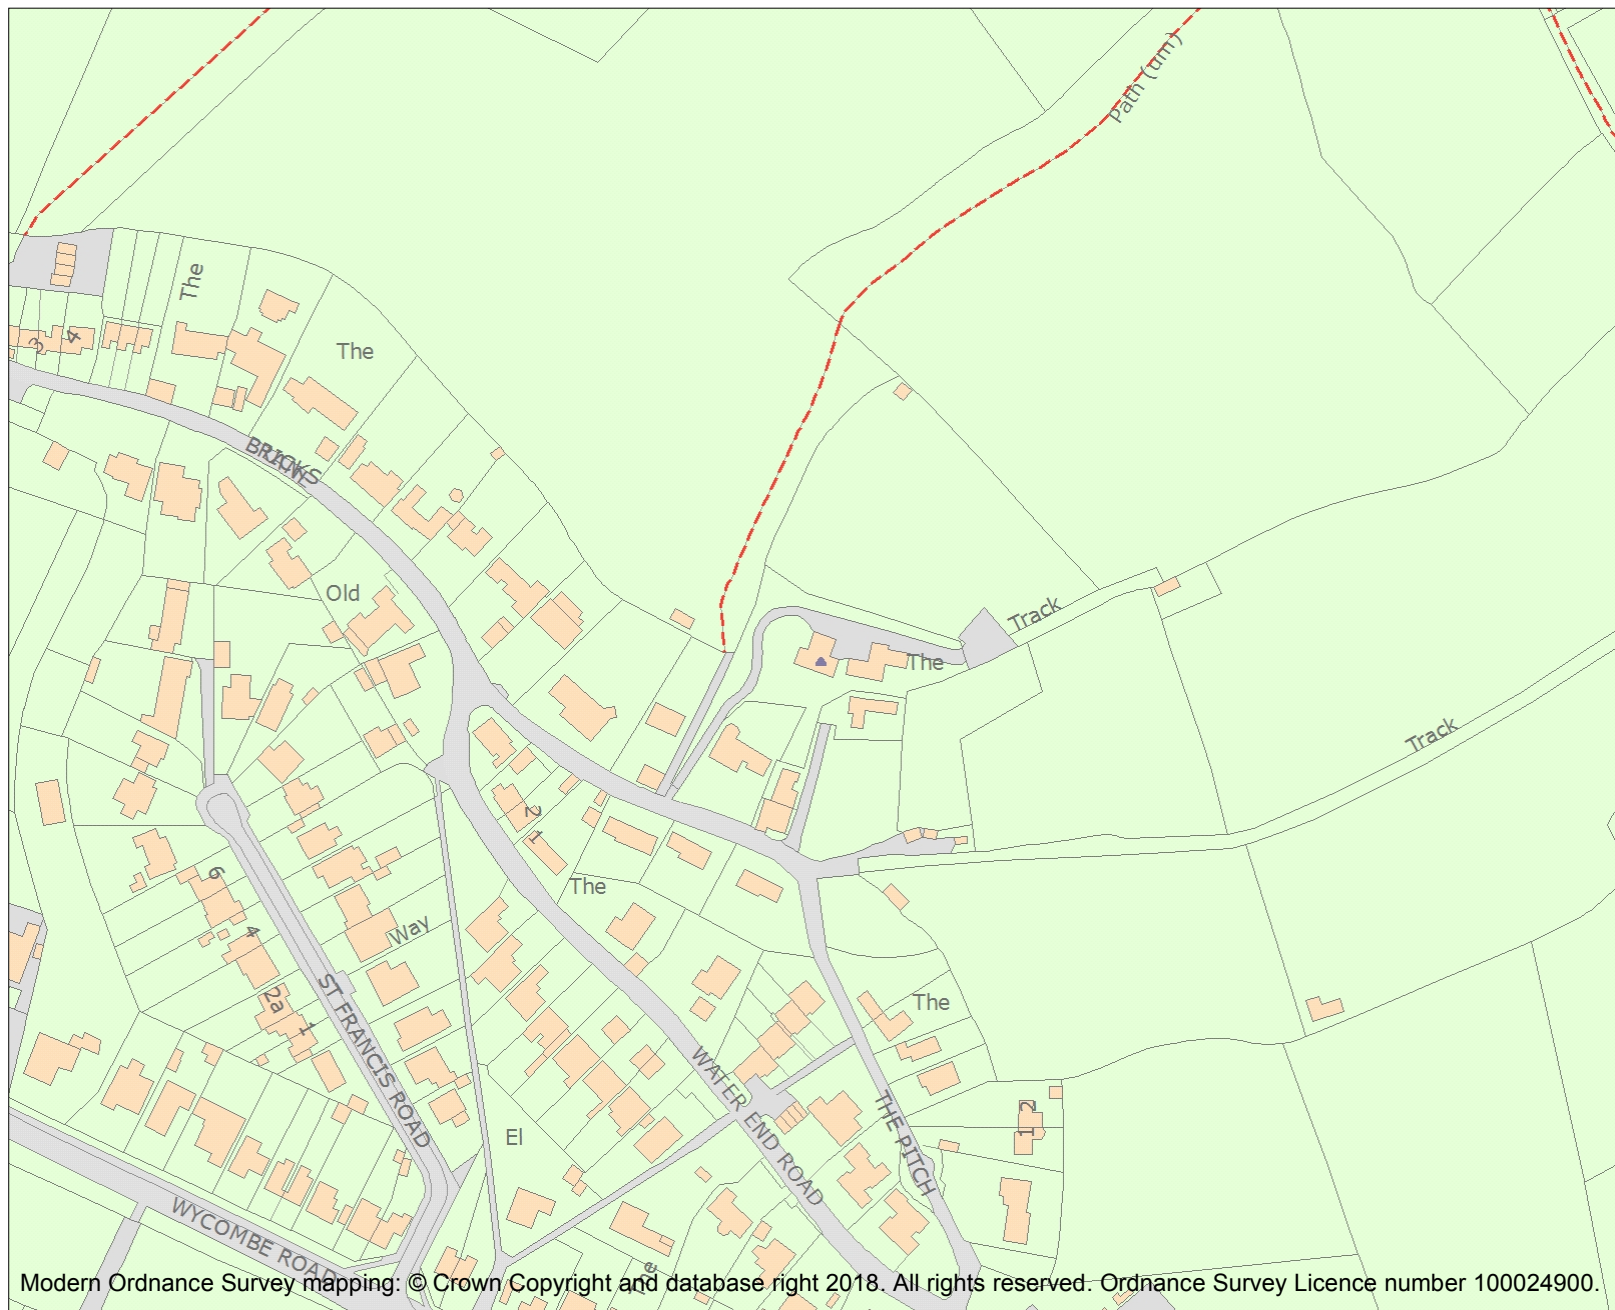 Path (um)
The
The
3
4
BRICKS
Old
Track
The
Track
2
1
The
6
Way
4
The
2a
1
ST FRANCIS ROAD
WATER END ROAD
THE PITCH
2
1
El
WYCOMBE ROAD
The
Modern Ordnance Survey mapping: © Crown Copyright and database right 2018. All rights reserved. Ordnance Survey Licence number 100024900.